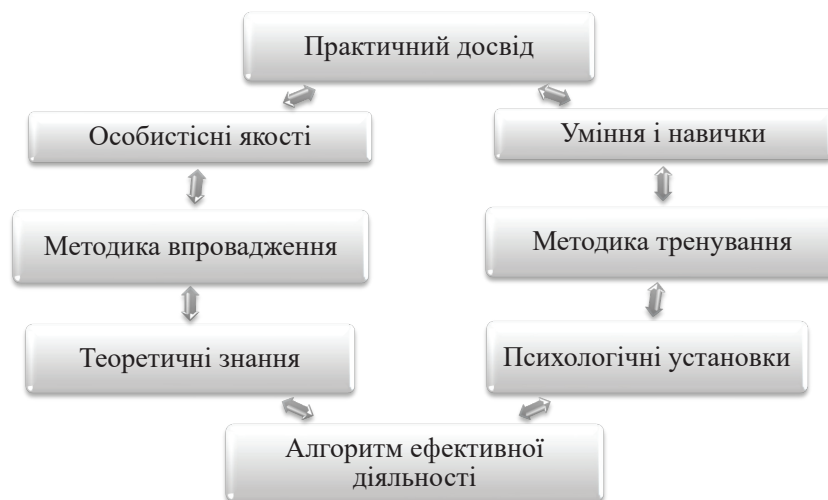 Практичний досвід
Особистісні якості
Уміння і навички
Методика впровадження
Методика тренування
Теоретичні знання
Психологічні установки
Алгоритм ефективної
діяльності